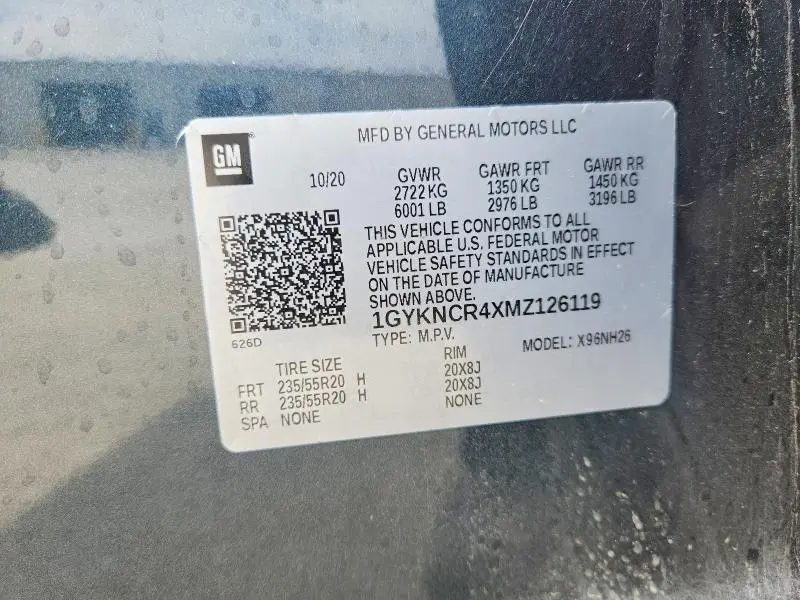 MFD BY GENERAL MOTORS LLC
GM
10/20
GVWR GAWR FRT GAWR RR
2722 KG 1350 KG 1450 KG
6001 LB 2976 LB 3196 LB
THIS VEHICLE CONFORMS TO ALL
APPLICABLE U.S. FEDERAL MOTOR
VEHICLE SAFETY STANDARDS IN EFFECT
ON THE DATE OF MANUFACTURE
SHOWN ABOVE.
1GYKNCR4XMZ126119
TYPE: M.P.V. MODEL: X96NH26
626D
TIRE SIZE RIM
FRT 235/55R20 H 20X8J
RR 235/55R20 H 20X8J
SPA NONE NONE